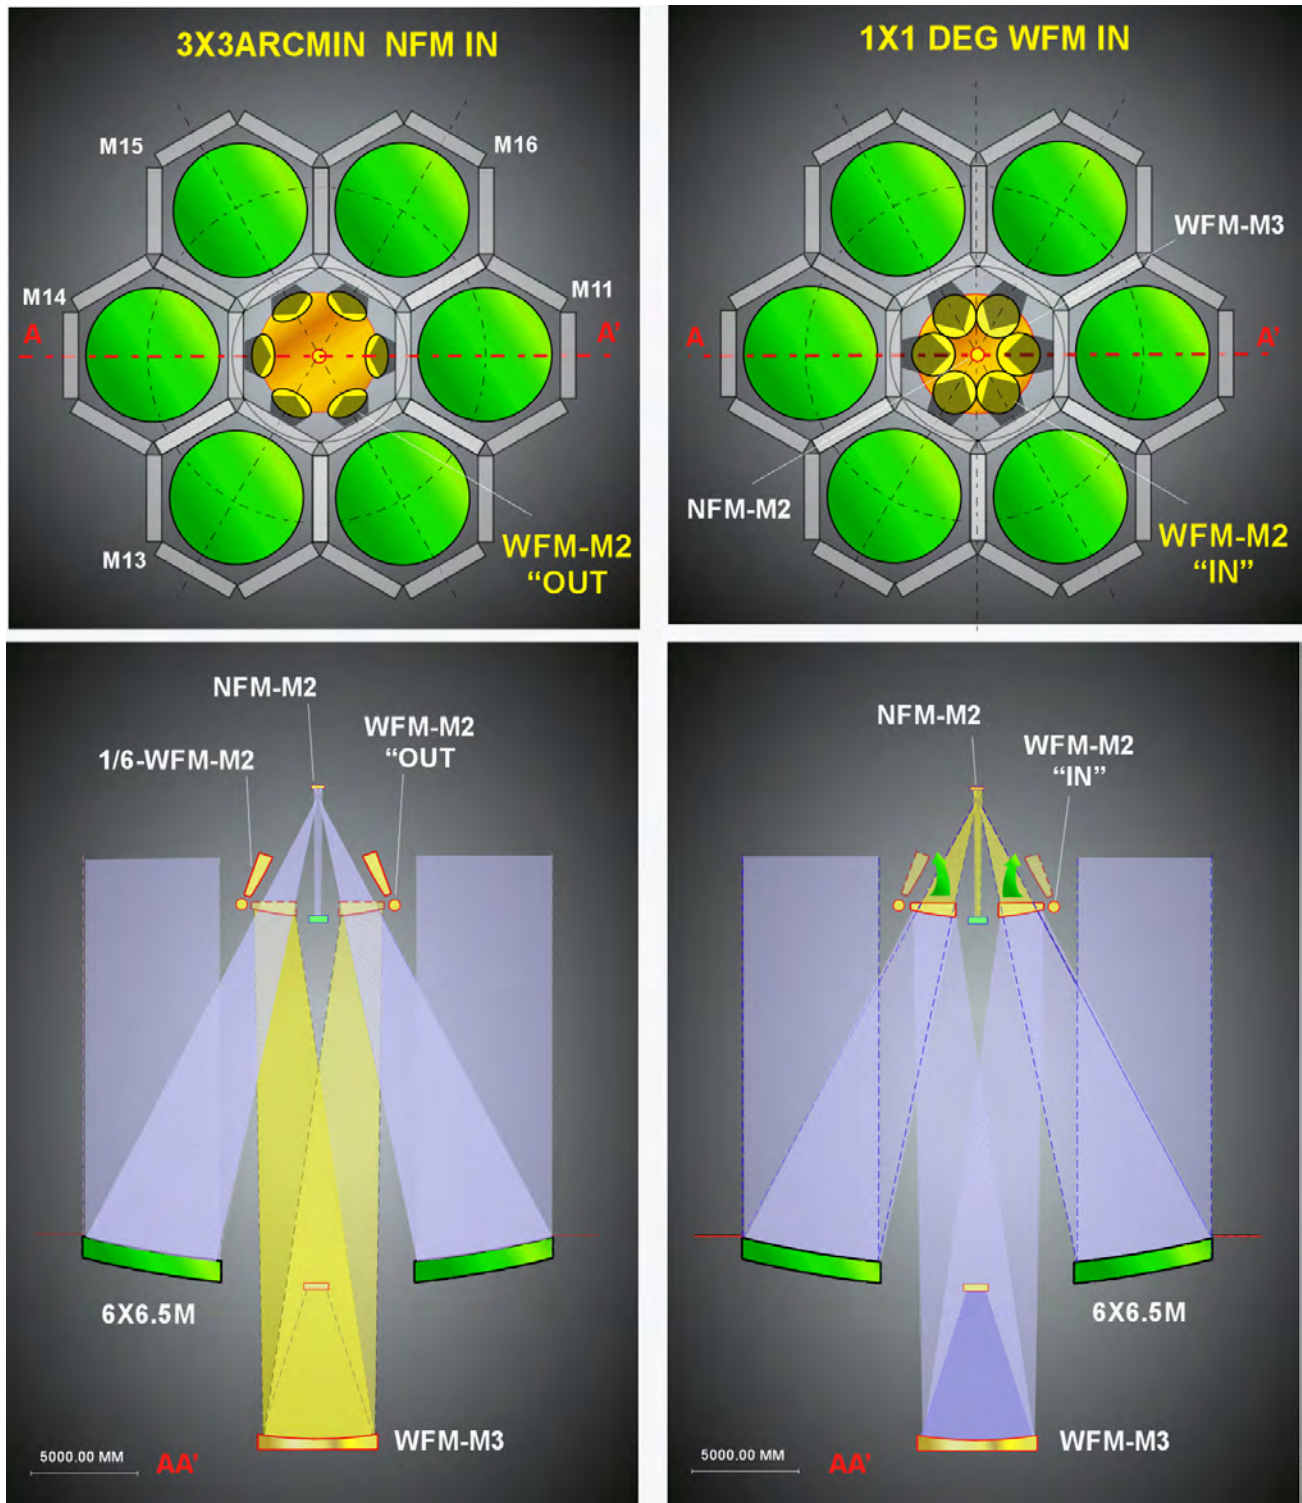 3X3ARCMIN NFM IN
M15
M16
M14
M11
A
A'
M13
WFM-M2
“OUT
1X1 DEG WFM IN
WFM-M3
A
A'
NFM-M2
WFM-M2
“IN”
NFM-M2
WFM-M2
“OUT
1/6-WFM-M2
6X6.5M
WFM-M3
5000.00 MM
AA'
NFM-M2
WFM-M2
“IN”
6X6.5M
WFM-M3
5000.00 MM
AA'